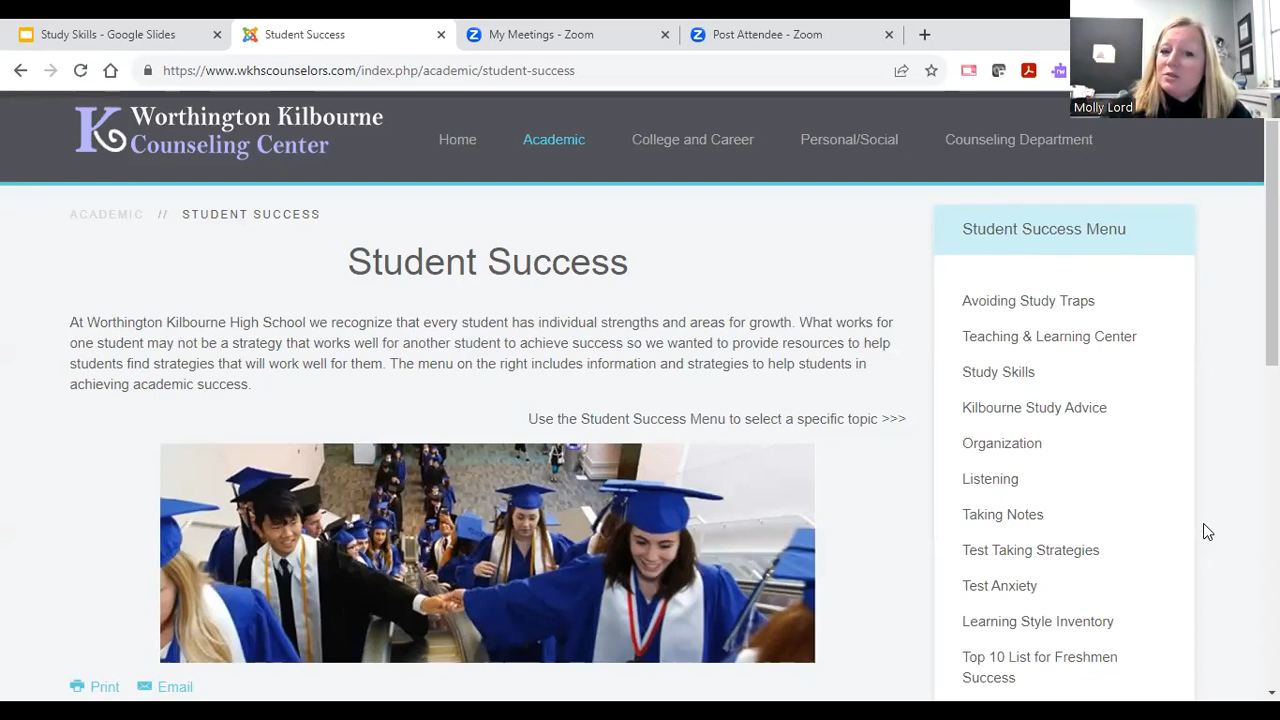 Study Skills - Google Slides
Student Success
My Meetings - Zoom
Post Attendee - Zoom
https://www.wkhscounselors.com/index.php/academic/student-success
Molly Lord
K Worthington Kilbourne
Counseling Center
Home
Academic
College and Career
Personal/Social
Counseling Department
ACADEMIC // STUDENT SUCCESS
Student Success
At Worthington Kilbourne High School we recognize that every student has individual strengths and areas for growth. What works for
one student may not be a strategy that works well for another student to achieve success so we wanted to provide resources to help
students find strategies that will work well for them. The menu on the right includes information and strategies to help students in
achieving academic success.
Use the Student Success Menu to select a specific topic >>>
Print
Email
Student Success Menu
Avoiding Study Traps
Teaching & Learning Center
Study Skills
Kilbourne Study Advice
Organization
Listening
Taking Notes
Test Taking Strategies
Test Anxiety
Learning Style Inventory
Top 10 List for Freshmen
Success